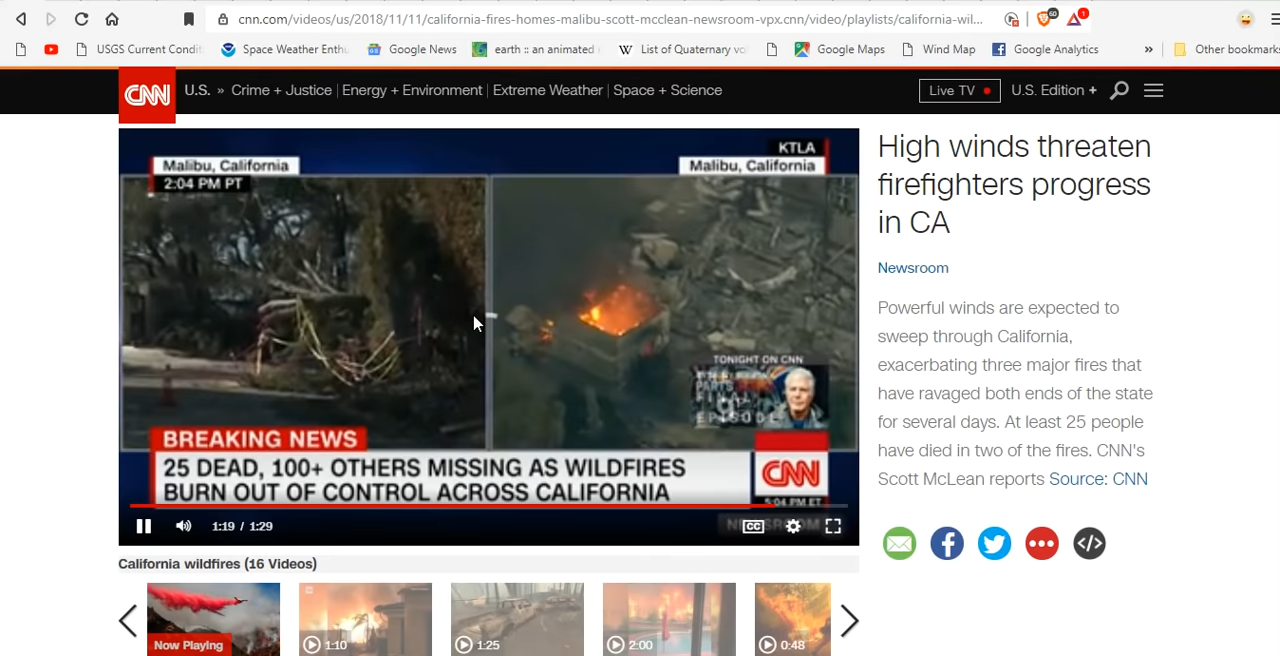 cnn.com/videos/us/2018/11/11/california-fires-homes-malibu-scott-mcclean-newsroom-vpx.cnn/video/playlists/california-wil...
60
1
USGS Current Condit
Space Weather Enthu
Google News
earth :: an animated
W List of Quaternary vo
Google Maps
Wind Map
Google Analytics
»
Other bookmarks
CNN
U.S. » Crime + Justice Energy + Environment Extreme Weather Space + Science
Live TV
U.S. Edition +
KTLA
Malibu, California
Malibu, California
2:04 PM PT
TONIGHT ON CNN
EPISODE
BREAKING NEWS
25 DEAD, 100+ OTHERS MISSING AS WILDFIRES
BURN OUT OF CONTROL ACROSS CALIFORNIA
CNN
5:04 PM ET
1:19 / 1:29
CC
High winds threaten
firefighters progress
in CA
Newsroom
Powerful winds are expected to
sweep through California,
exacerbating three major fires that
have ravaged both ends of the state
for several days. At least 25 people
have died in two of the fires. CNN's
Scott McLean reports Source: CNN
California wildfires (16 Videos)
Now Playing
1:10
1:25
2:00
0:48